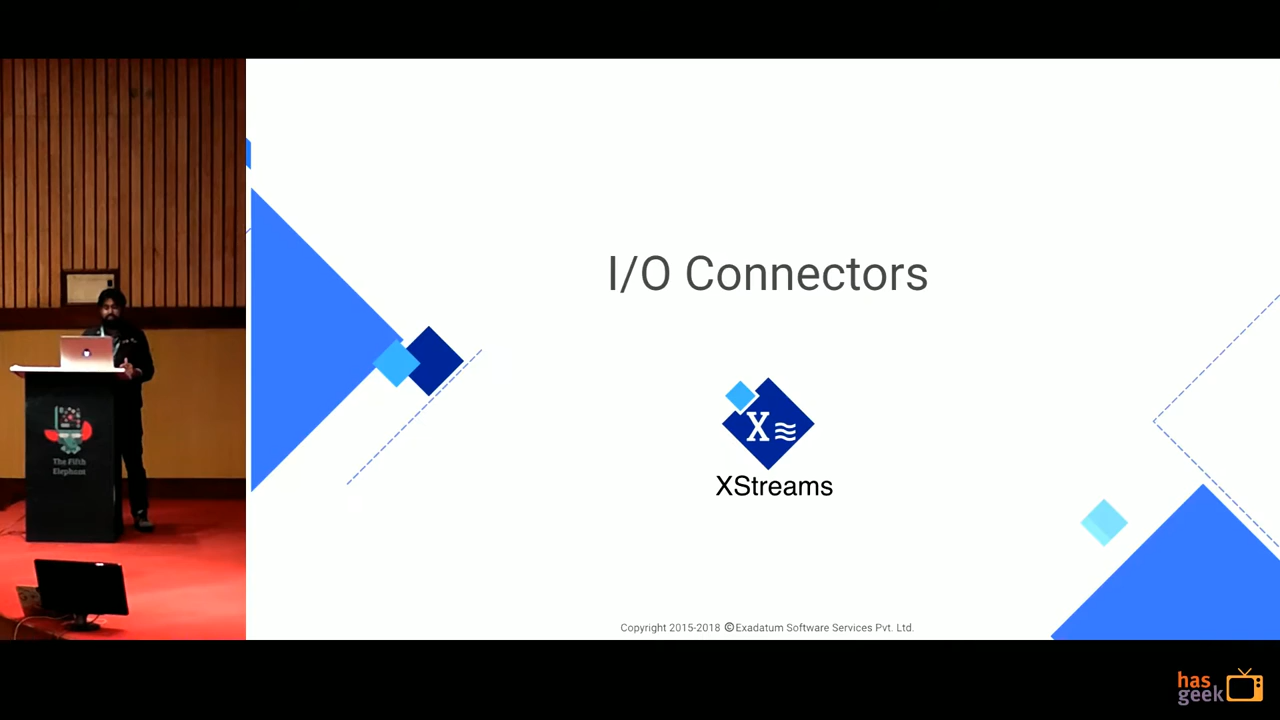 I/O Connectors
X
XStreams
The Fifth
Elephant
Copyright 2015-2018 ©Exadatum Software Services Pvt. Ltd.
has
geek